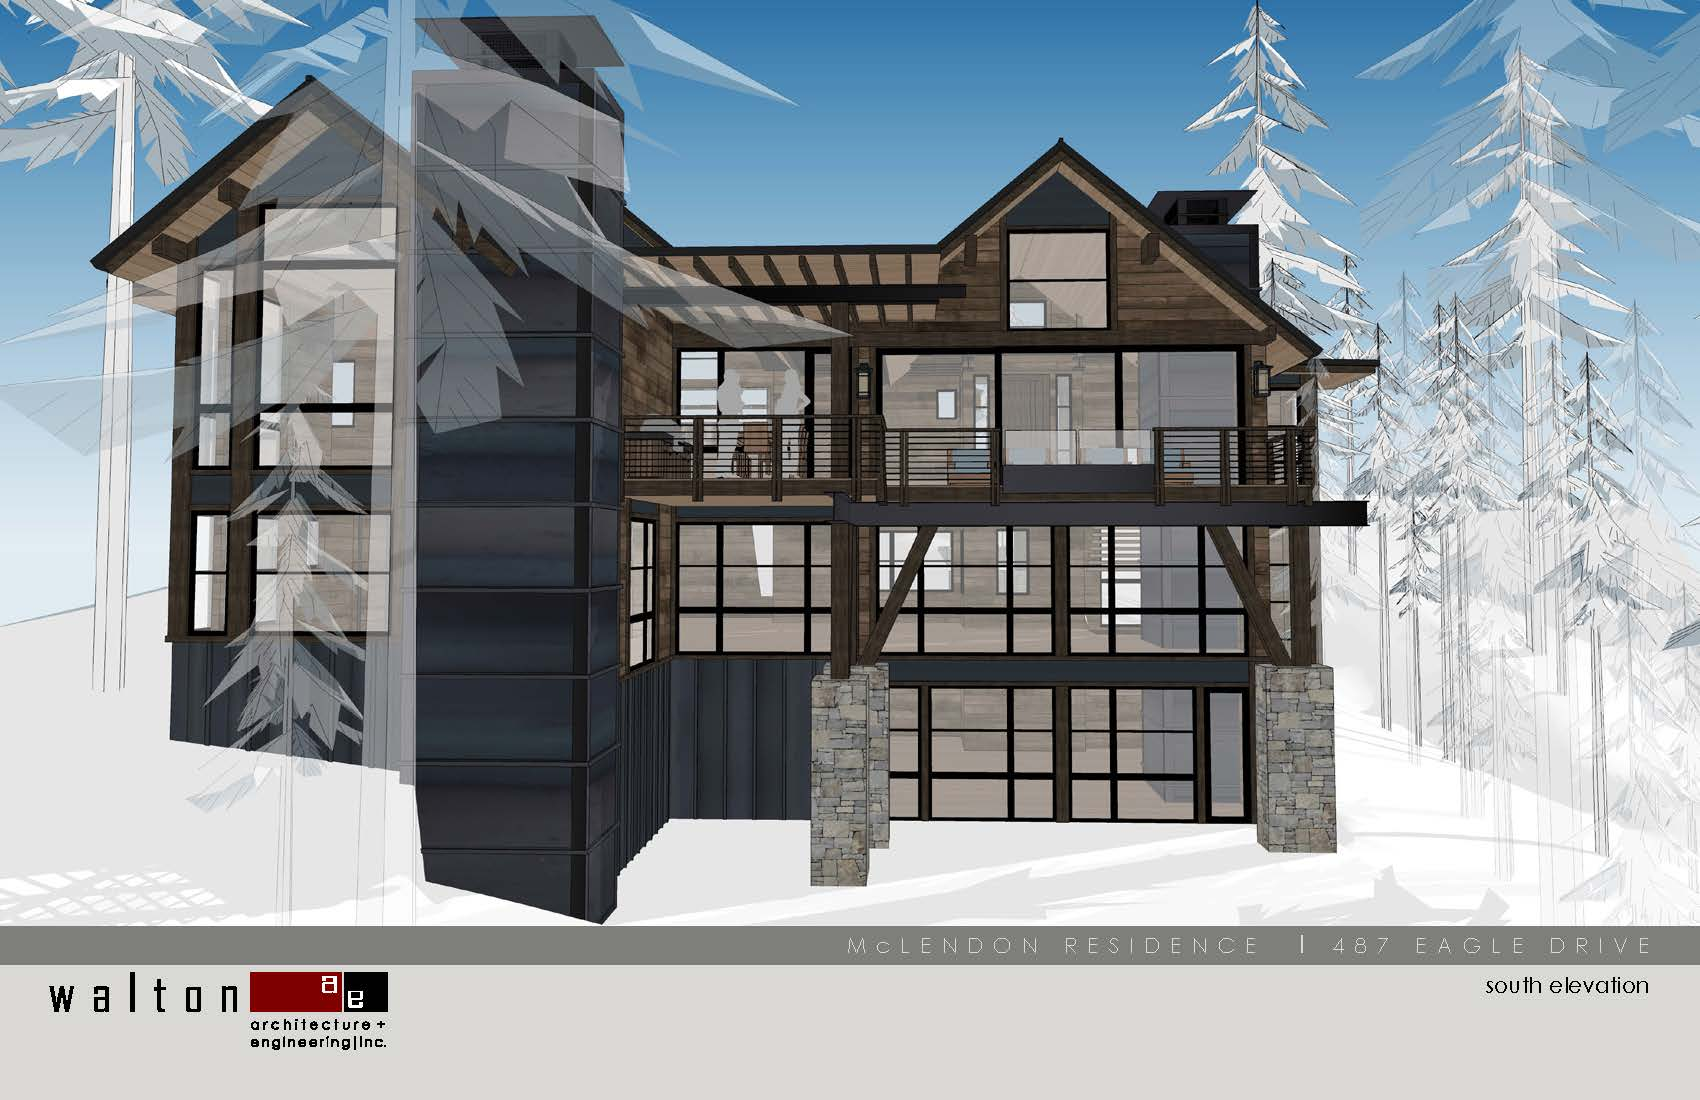 McLENDON RESIDENCE | 487 EAGLE DRIVE
south elevation
walton ae
architecture +
engineering|inc.